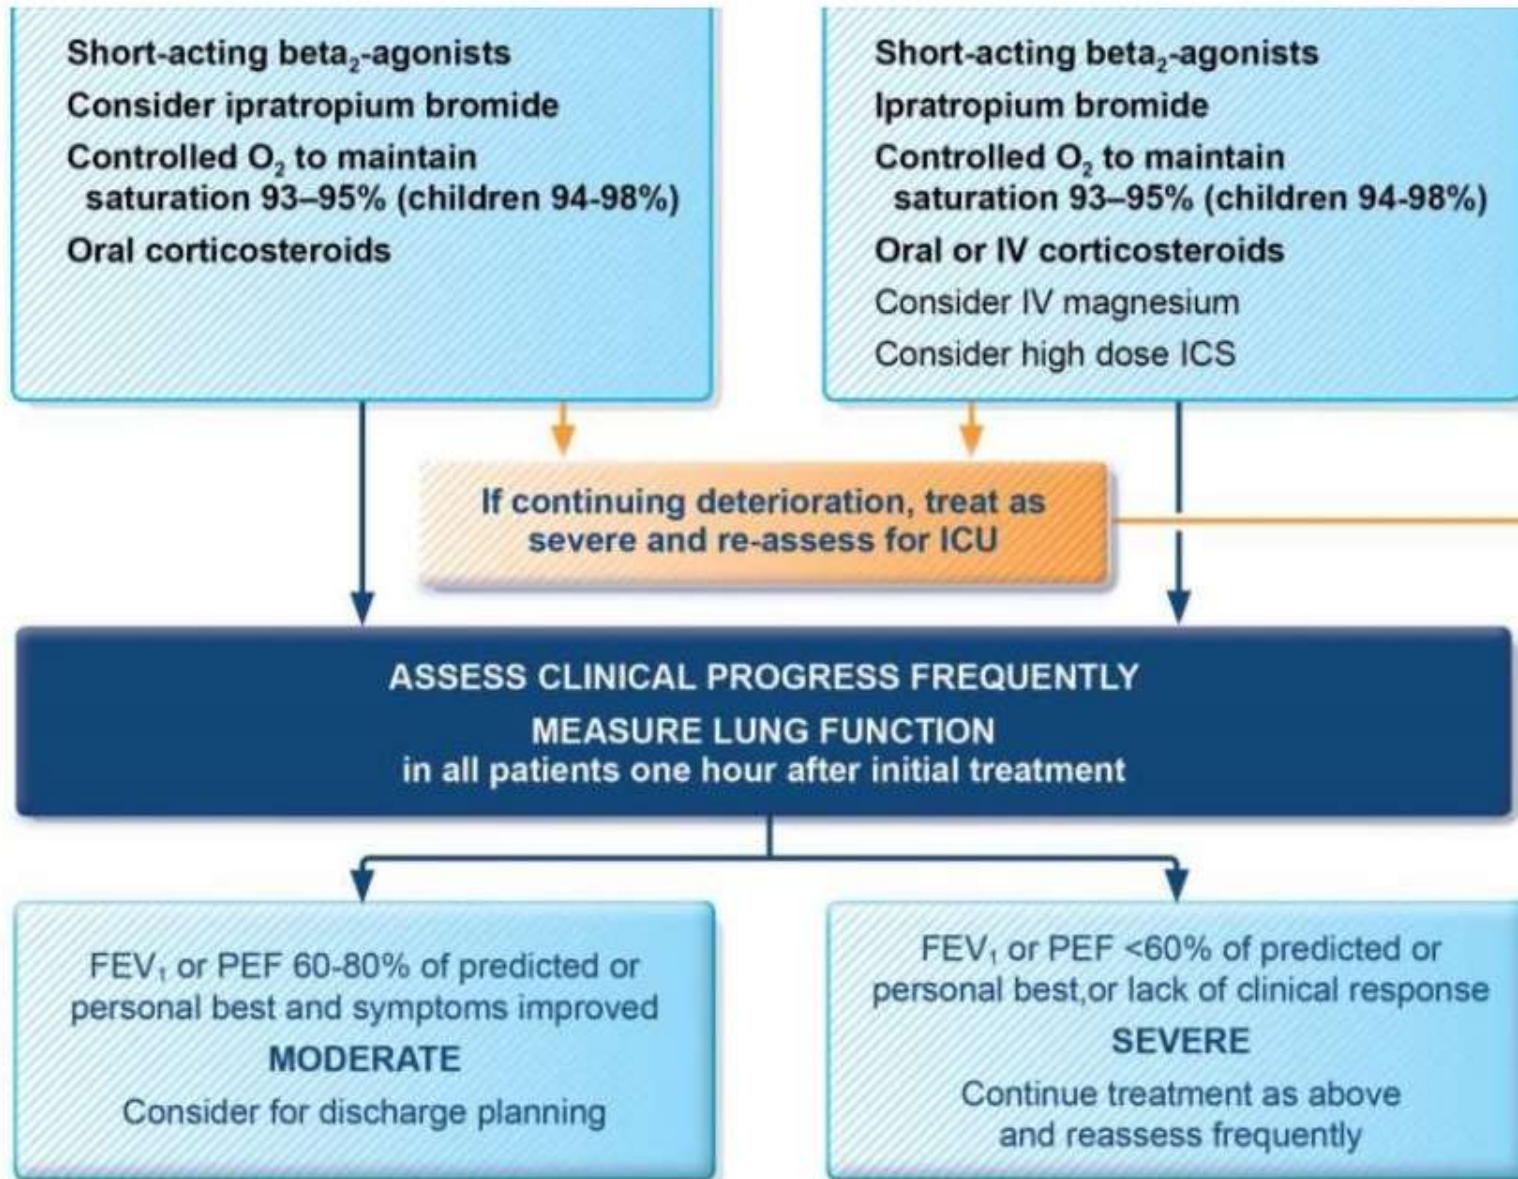 Short-acting beta₂-agonists
Consider ipratropium bromide
Controlled O₂ to maintain
saturation 93–95% (children 94-98%)
Oral corticosteroids
Short-acting beta₂-agonists
Ipratropium bromide
Controlled O₂ to maintain
saturation 93–95% (children 94-98%)
Oral or IV corticosteroids
Consider IV magnesium
Consider high dose ICS
If continuing deterioration, treat as
severe and re-assess for ICU
ASSESS CLINICAL PROGRESS FREQUENTLY
MEASURE LUNG FUNCTION
in all patients one hour after initial treatment
FEV₁ or PEF 60-80% of predicted or
personal best and symptoms improved
MODERATE
Consider for discharge planning
FEV₁ or PEF <60% of predicted or
personal best,or lack of clinical response
SEVERE
Continue treatment as above
and reassess frequently